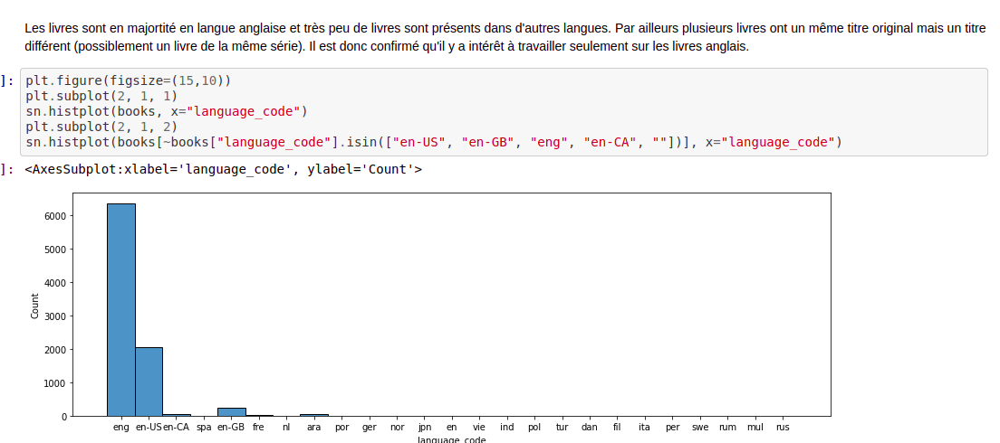 Les livres sont en majortité en langue anglaise et très peu de livres sont présents dans d'autres langues. Par ailleurs plusieurs livres ont un même titre original mais un titre
différent (possiblement un livre de la même série). Il est donc confirmé qu'il y a intérêt à travailler seulement sur les livres anglais.
]: plt.figure(figsize=(15,10))
plt.subplot(2, 1, 1)
sn.histplot(books, x="language_code")
plt.subplot(2, 1, 2)
sn.histplot(books[~books["language_code"].isin(["en-US", "en-GB", "eng", "en-CA", ""])], x="language_code")
]: <AxesSubplot:xlabel='language_code', ylabel='Count'>
6000
5000
4000
3000
2000
1000
0
Count
eng en-US en-CA spa en-GB fre nl ara por ger nor jpn en vie ind pol tur dan fil ita per swe rum mul rus
language_code